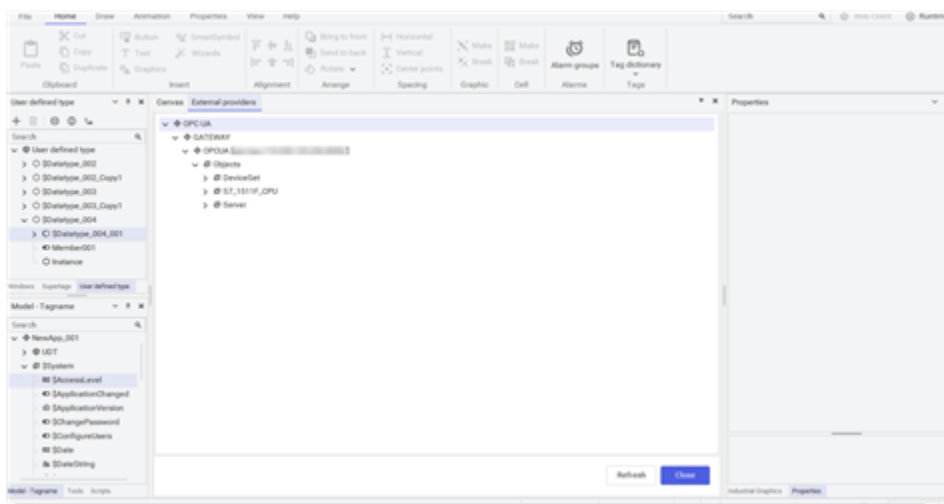 File Home Draw Animation Properties View Help
Search Web Client Runtime
Paste
Cut
Copy
Duplicate
Clipboard
Button SmartSymbol
Text Wizards
Graphics
Insert
Alignment
Bring to front
Send to back
Rotate
Arrange
Horizontal
Vertical
Center points
Spacing
Make
Break
Graphic
Make
Break
Cell
Alarm groups
Alarms
Tag dictionary
Tags
User defined type
Search
User defined type
$Datatype_002
$Datatype_002_Copy1
$Datatype_003
$Datatype_003_Copy1
$Datatype_004
$Datatype_004_001
Member001
Instance
Windows Supertags User defined type
Model - Tagname
Search
NewApp_001
UDT
$System
$AccessLevel
$ApplicationChanged
$ApplicationVersion
$ChangePassword
$ConfigureUsers
$Date
$DateString
Model - Tagname Tools Scripts
Canvas External providers
OPC UA
GATEWAY
OPCUA
Objects
DeviceSet
S7_1511F_CPU
Server
Refresh Close
Properties
Industrial Graphics Properties